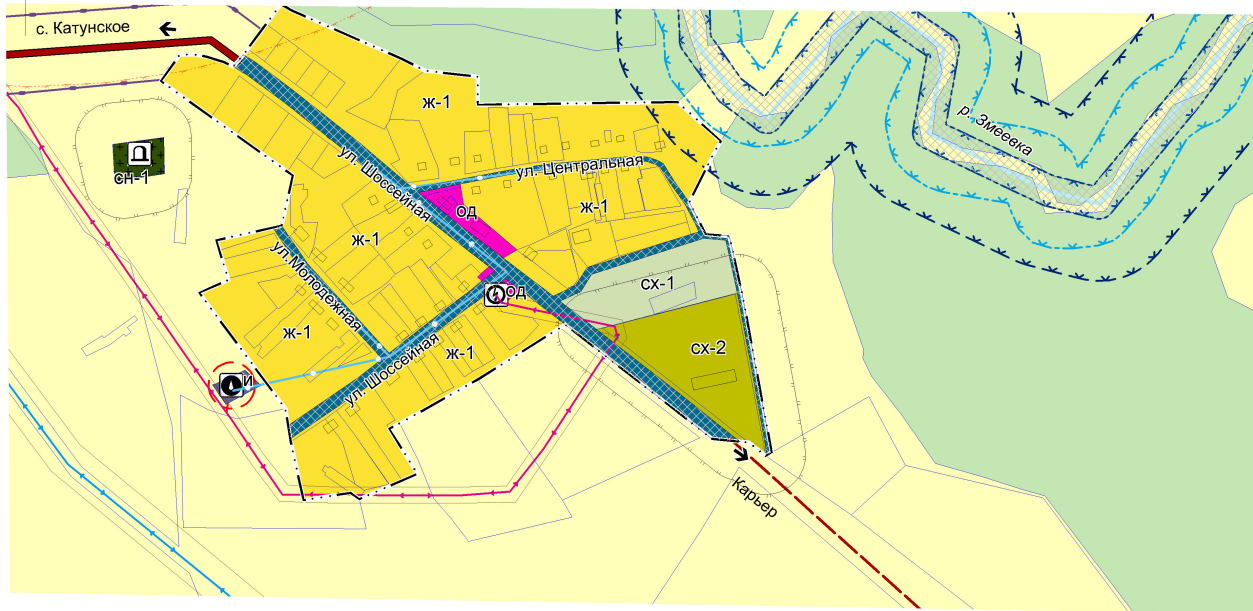 с. Катунское
ж-1
р. Змеевка
ул. Шоссейная
ул. Центральная
сн-1
од
ж-1
ж-1
ул.Молодежная
сх-1
од
ж-1
ж-1
сх-2
ул. Шоссейная
и
Карьер